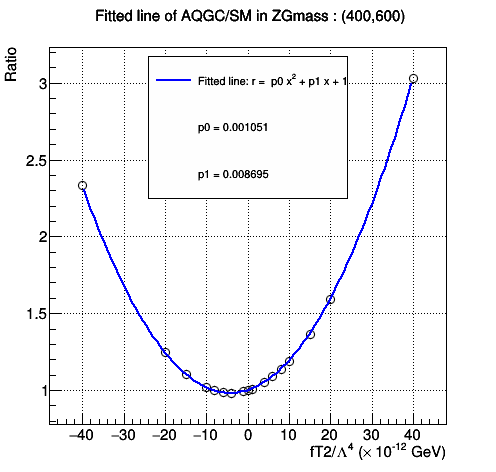 Fitted line of AQGC/SM in ZGmass : (400,600)
Ratio
Fitted line: r = p0 x² + p1 x + 1
p0 = 0.001051
p1 = 0.008695
3
2.5
2
1.5
1
−40 −30 −20 −10 0 10 20 30 40
fT2/Λ⁴ (× 10⁻¹² GeV)